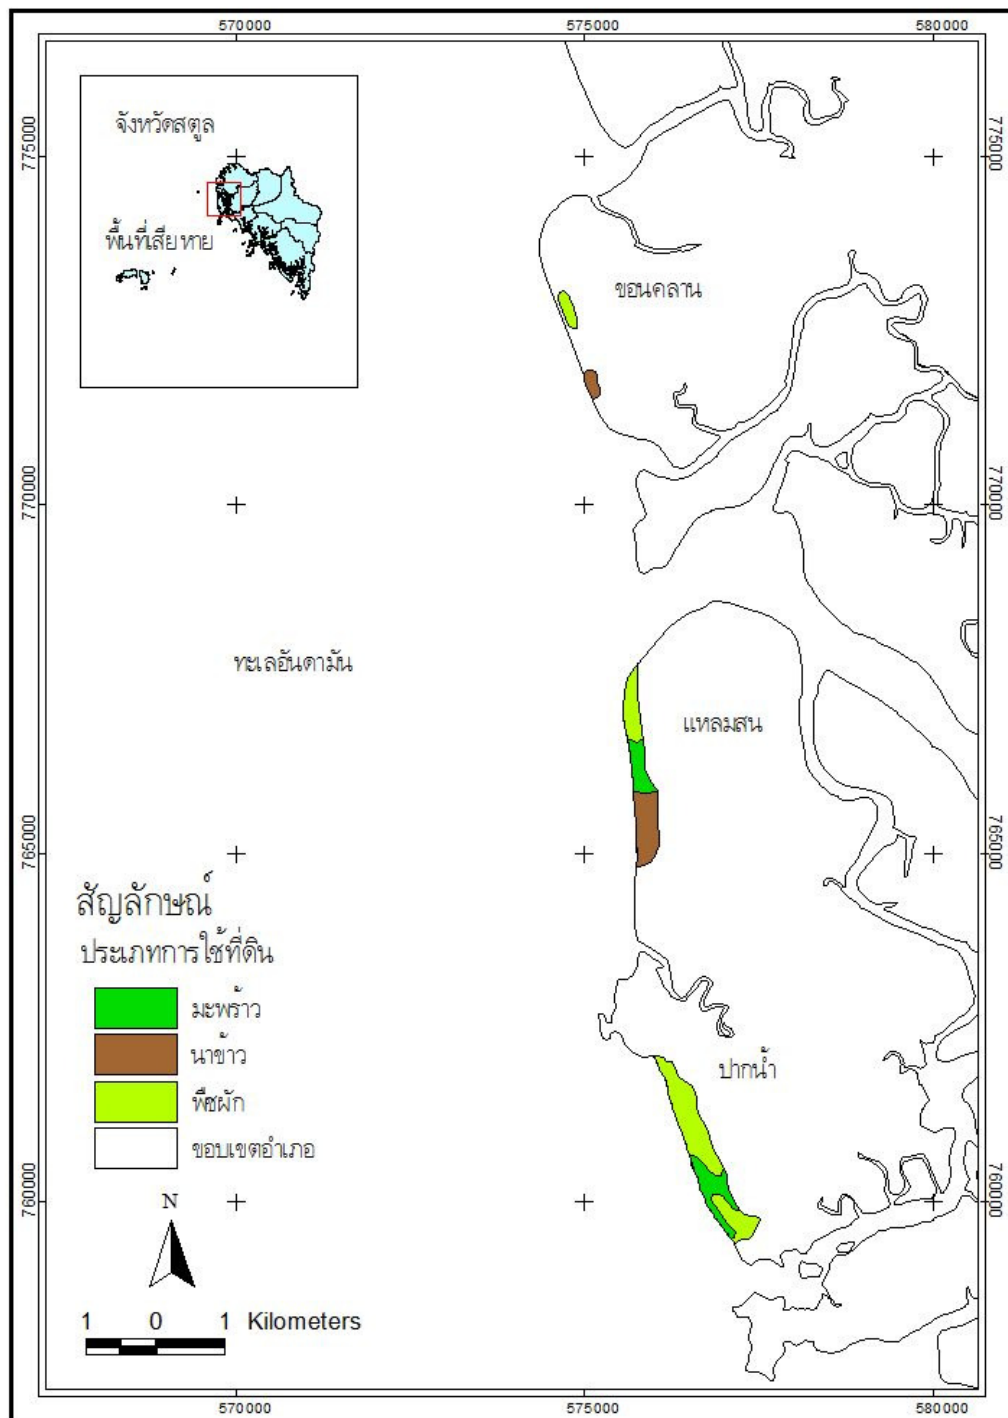 570000 575000 580000
775000 775000
จังหวัดสตูล
พื้นที่เสียหาย
ขอนคลาน
770000 770000
ทะเลอันดามัน
แหลมสน
765000 765000
สัญลักษณ์
ประเภทการใช้ที่ดิน
มะพร้าว
นาข้าว
พืชผัก
ขอบเขตอำเภอ
ปากน้ำ
760000 760000
N
1 0 1 Kilometers
570000 575000 580000